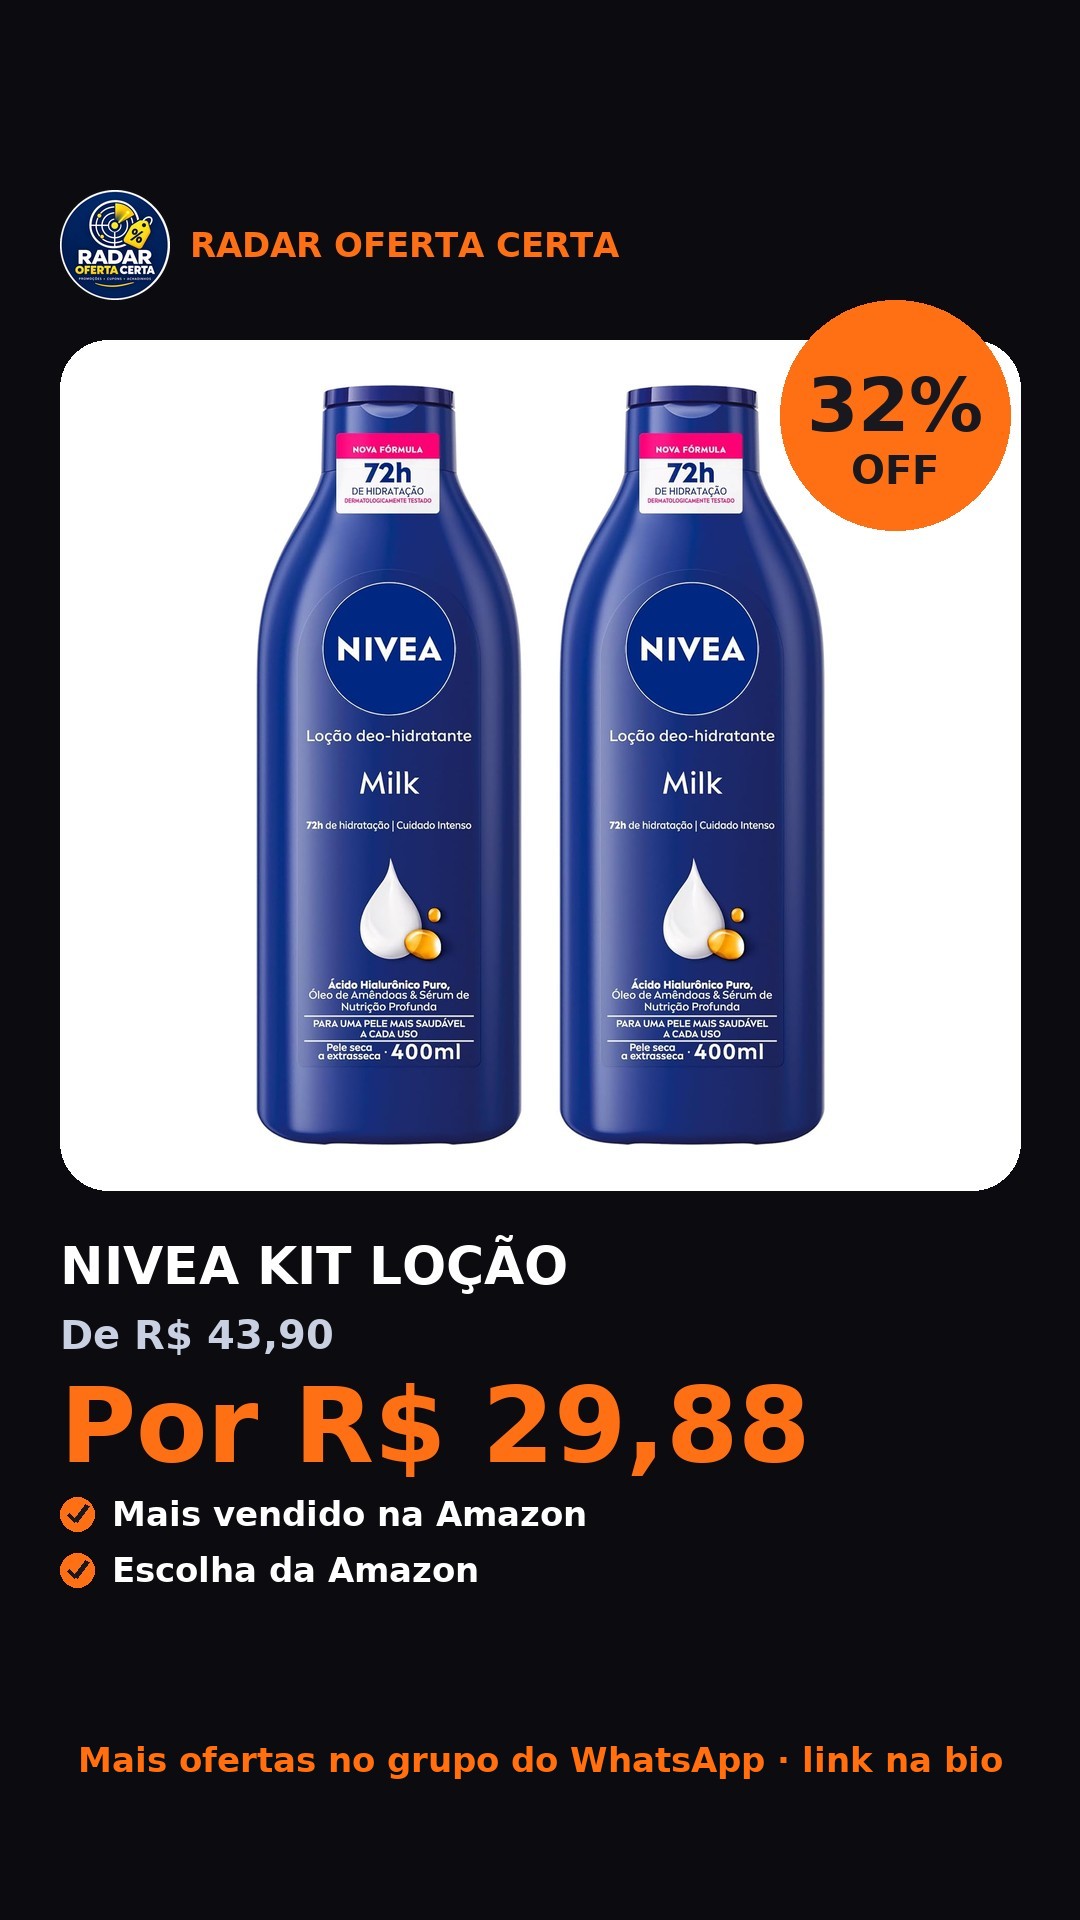 RADAR
OFERTA CERTA
PROMOÇÕES • CUPONS • ACHADINHOS
RADAR OFERTA CERTA
32%
OFF
NOVA FÓRMULA
72h
DE HIDRATAÇÃO
DERMATOLOGICAMENTE TESTADO
NIVEA
Loção deo-hidratante
Milk
72h de hidratação | Cuidado Intenso
Ácido Hialurônico Puro,
Óleo de Amêndoas & Sérum de
Nutrição Profunda
PARA UMA PELE MAIS SAUDÁVEL
A CADA USO
Pele seca
a extrasseca · 400ml
NOVA FÓRMULA
72h
DE HIDRATAÇÃO
DERMATOLOGICAMENTE TESTADO
NIVEA
Loção deo-hidratante
Milk
72h de hidratação | Cuidado Intenso
Ácido Hialurônico Puro,
Óleo de Amêndoas & Sérum de
Nutrição Profunda
PARA UMA PELE MAIS SAUDÁVEL
A CADA USO
Pele seca
a extrasseca · 400ml
NIVEA KIT LOÇÃO
De R$ 43,90
Por R$ 29,88
Mais vendido na Amazon
Escolha da Amazon
Mais ofertas no grupo do WhatsApp · link na bio